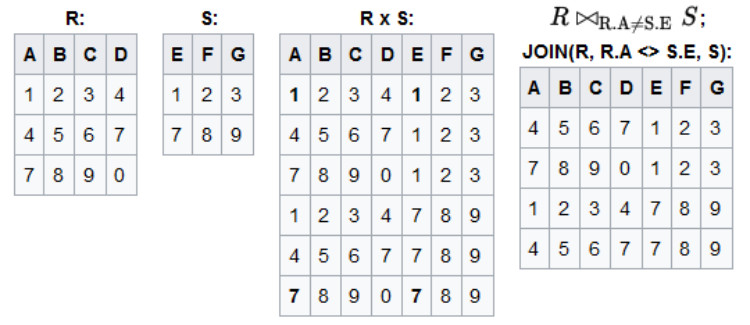 R:
A B C D
1 2 3 4
4 5 6 7
7 8 9 0
S:
E F G
1 2 3
7 8 9
R x S:
A B C D E F G
1 2 3 4 1 2 3
4 5 6 7 1 2 3
7 8 9 0 1 2 3
1 2 3 4 7 8 9
4 5 6 7 7 8 9
7 8 9 0 7 8 9
R ⋈R.A≠S.E S;
JOIN(R, R.A <> S.E, S):
A B C D E F G
4 5 6 7 1 2 3
7 8 9 0 1 2 3
1 2 3 4 7 8 9
4 5 6 7 7 8 9